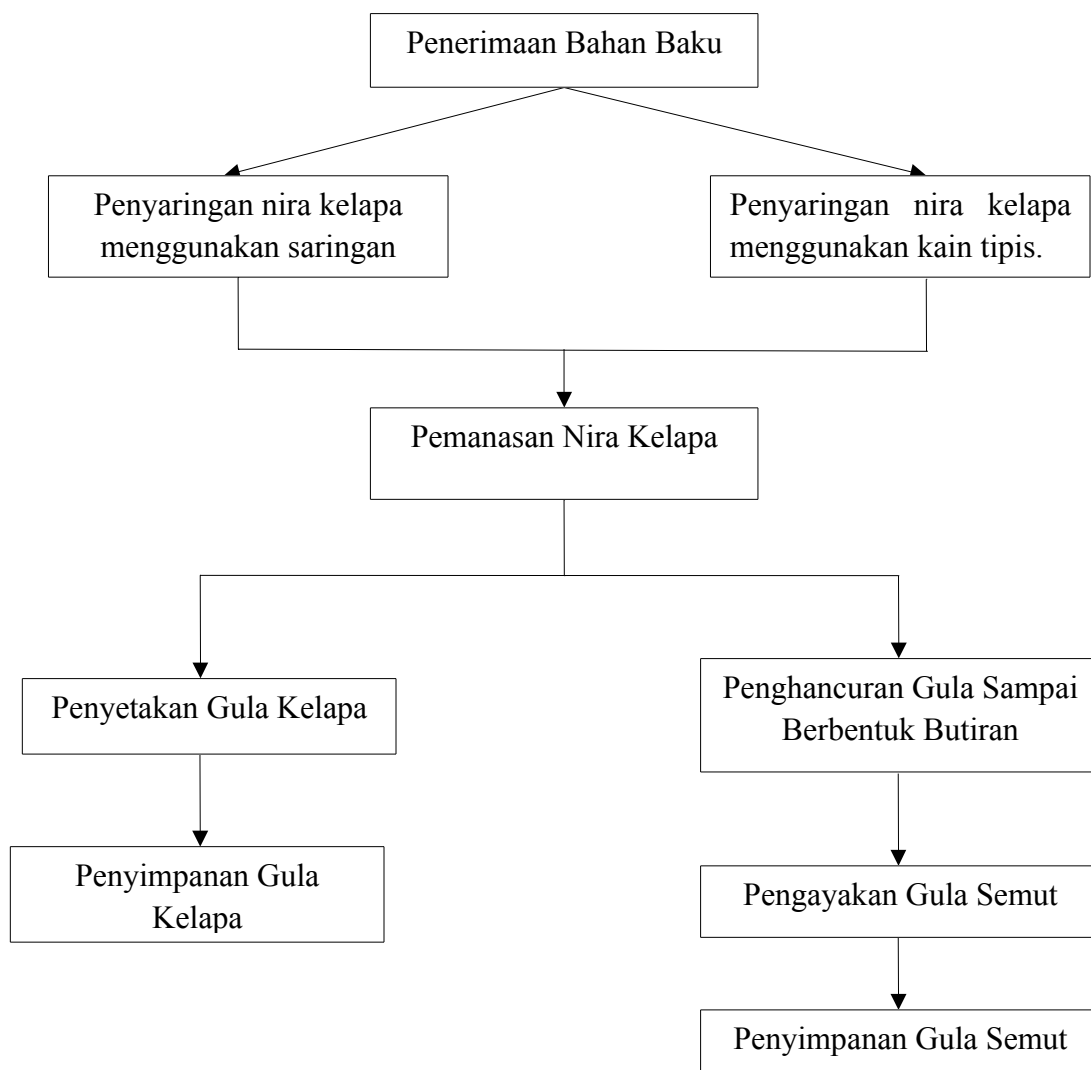 Penerimaan Bahan Baku
Penyaringan nira kelapa
menggunakan saringan
Penyaringan nira kelapa
menggunakan kain tipis.
Pemanasan Nira Kelapa
Penyetakan Gula Kelapa
Penghancuran Gula Sampai
Berbentuk Butiran
Penyimpanan Gula
Kelapa
Pengayakan Gula Semut
Penyimpanan Gula Semut